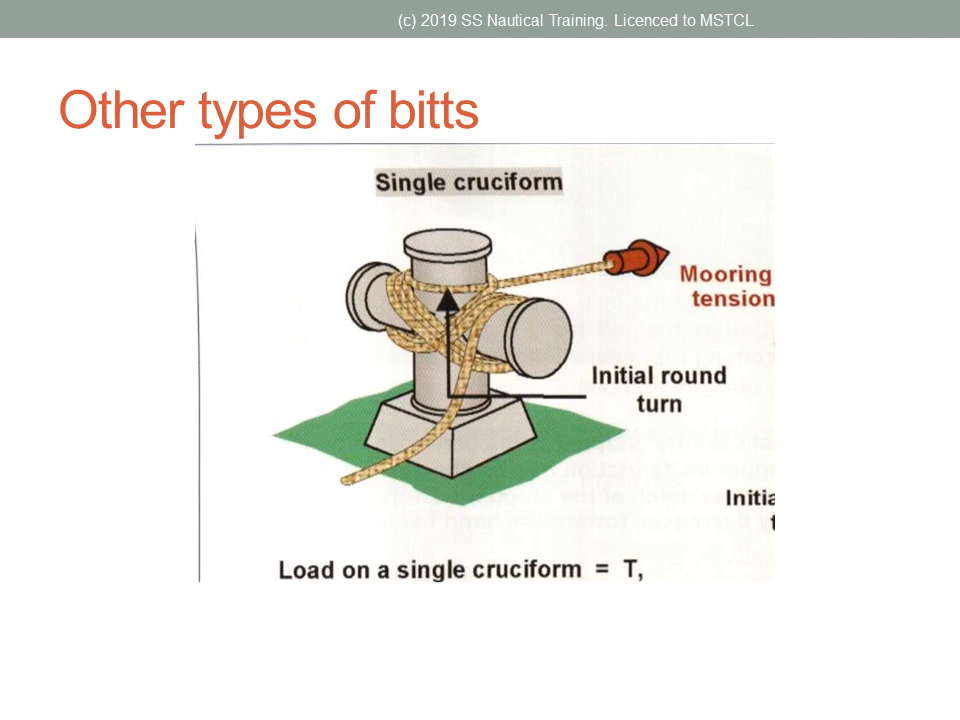 (c) 2019 SS Nautical Training. Licenced to MSTCL
Other types of bitts
Single cruciform
Mooring
tension
Initial round
turn
Initia
Load on a single cruciform = T,